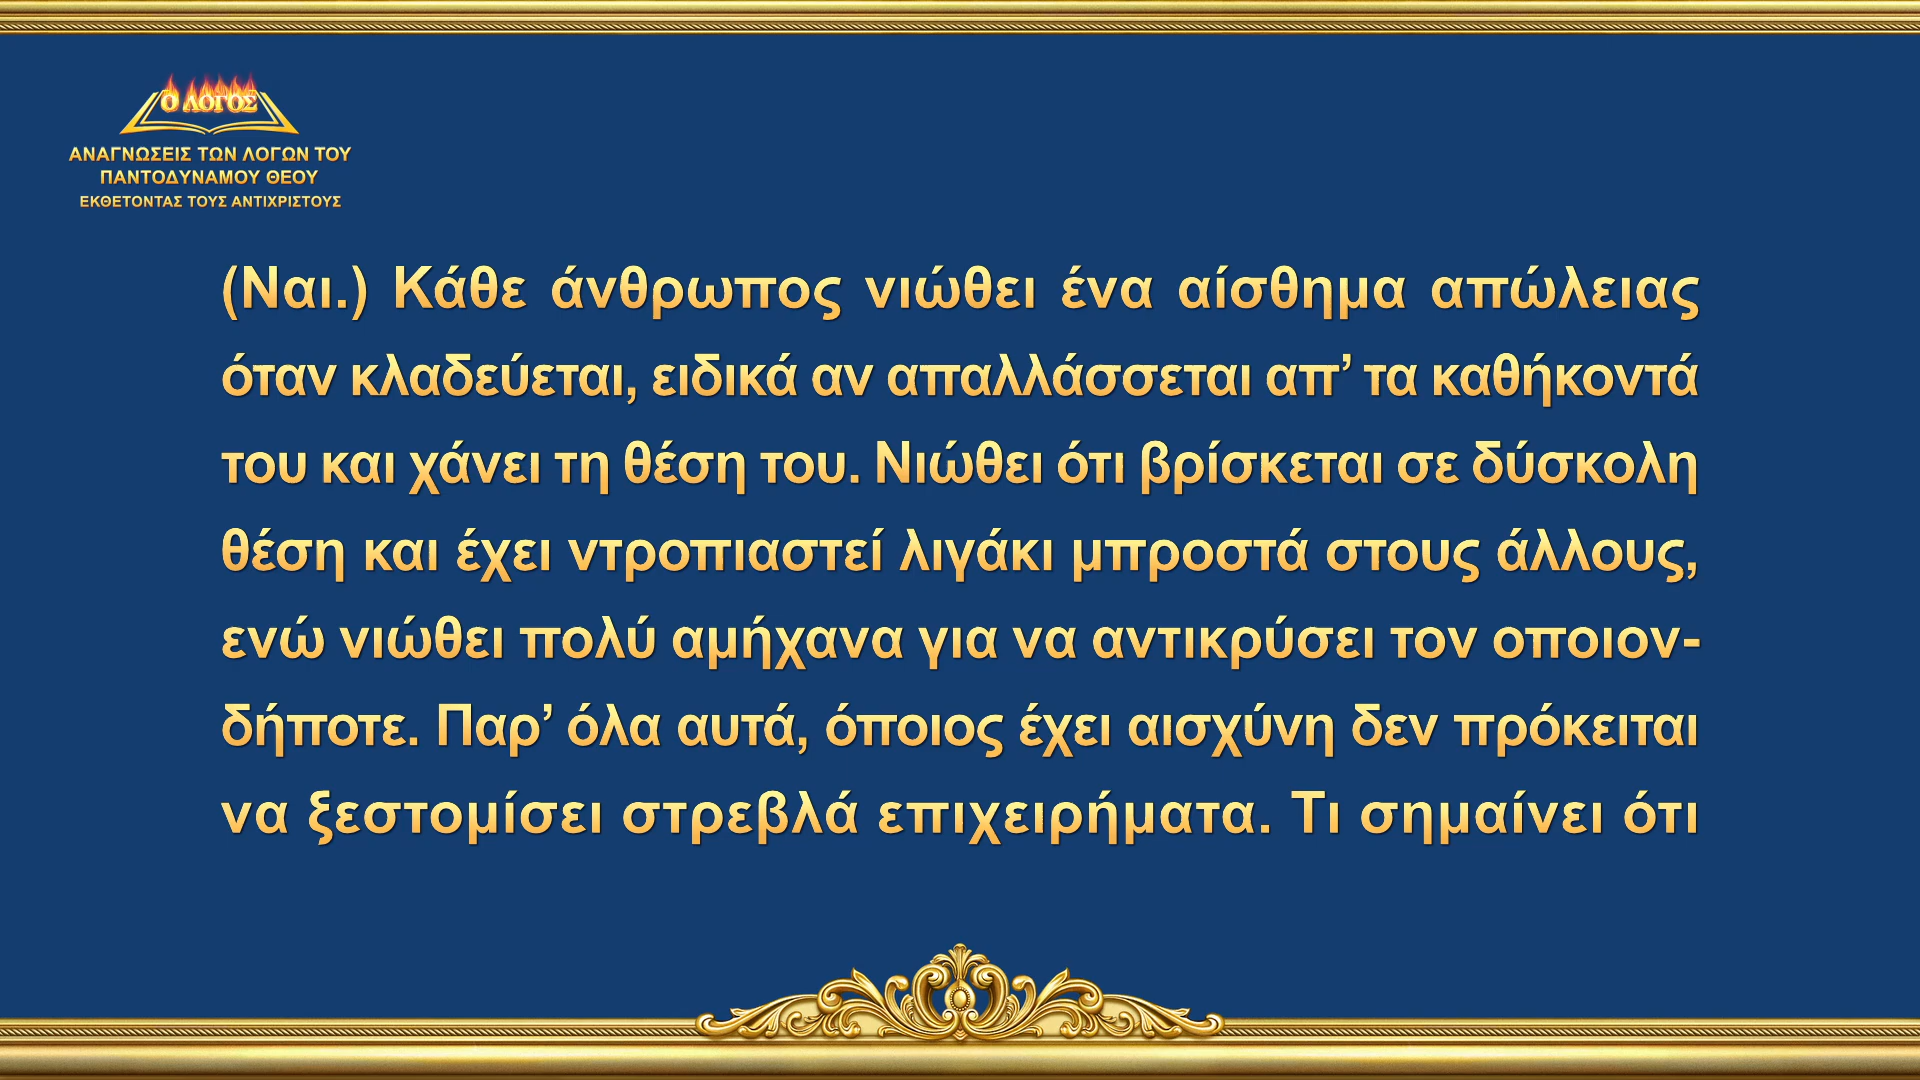 Ο ΛΟΓΟΣ
ΑΝΑΓΝΩΣΕΙΣ ΤΩΝ ΛΟΓΩΝ ΤΟΥ
ΠΑΝΤΟΔΥΝΑΜΟΥ ΘΕΟΥ
ΕΚΘΕΤΟΝΤΑΣ ΤΟΥΣ ΑΝΤΙΧΡΙΣΤΟΥΣ
(Ναι.) Κάθε άνθρωπος νιώθει ένα αίσθημα απώλειας
όταν κλαδεύεται, ειδικά αν απαλλάσσεται απ’ τα καθήκοντά
του και χάνει τη θέση του. Νιώθει ότι βρίσκεται σε δύσκολη
θέση και έχει ντροπιαστεί λιγάκι μπροστά στους άλλους,
ενώ νιώθει πολύ αμήχανα για να αντικρύσει τον οποιον-
δήποτε. Παρ’ όλα αυτά, όποιος έχει αισχύνη δεν πρόκειται
να ξεστομίσει στρεβλά επιχειρήματα. Τι σημαίνει ότι